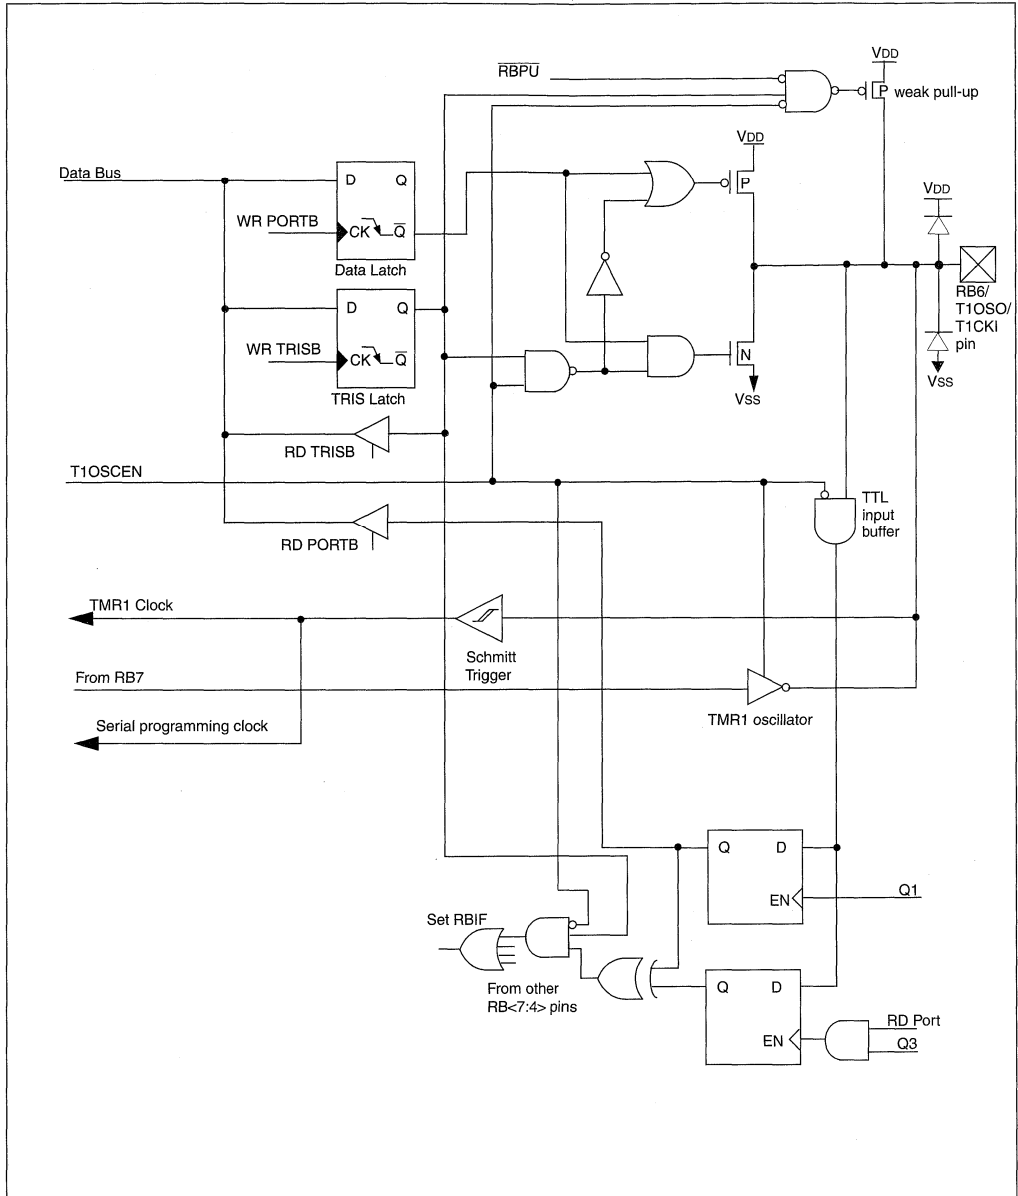 VDD
RBPU
P
weak pull-up
VDD
Data Bus
D Q
P
VDD
WR PORTB
CK Q
Data Latch
RB6/
T1OSO/
T1CKI
pin
D Q
WR TRISB
CK Q
N
TRIS Latch
VSS
VSS
RD TRISB
T1OSCEN
TTL
input
buffer
RD PORTB
TMR1 Clock
Schmitt
Trigger
From RB7
TMR1 oscillator
Serial programming clock
Q D
EN
Q1
Set RBIF
From other
RB<7:4> pins
Q D
RD Port
EN
Q3